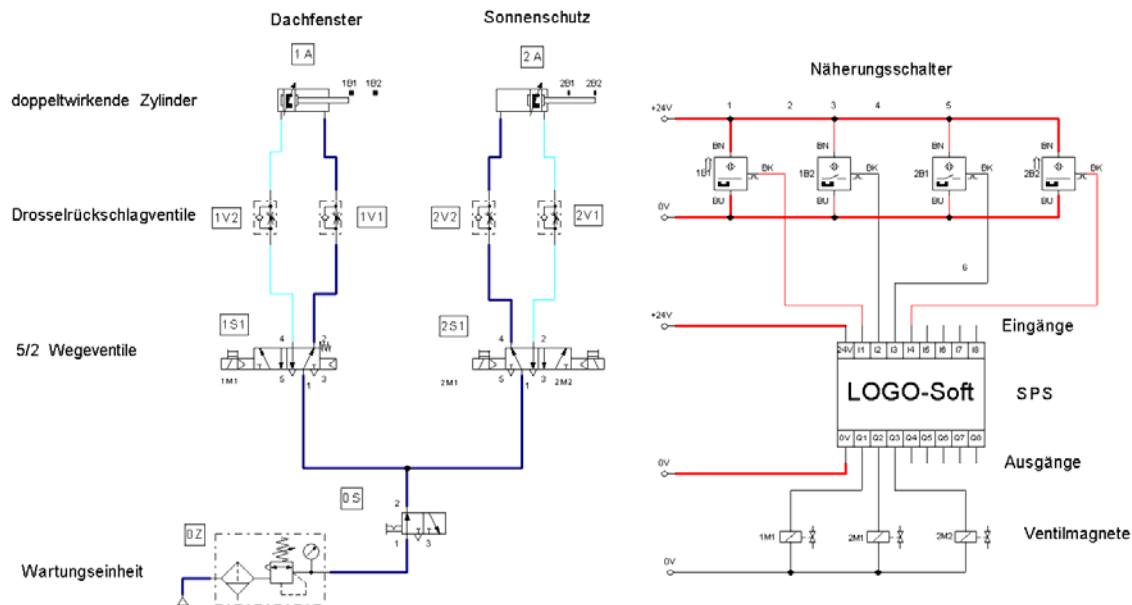 Dachfenster
Sonnenschutz
1 A
2 A
Näherungsschalter
1B1 1B2
2B1 2B2
doppeltwirkende Zylinder
+24V
1 2 3 4 5
BN BN BN BN
1B1 BK
1B2 BK
2B1 BK
2B2 BK
BU BU BU BU
0V
Drosselrückschlagventile
1V2
1V1
2V2
2V1
6
1S1
2S1
4 2
4 2
+24V
Eingänge
5/2 Wegeventile
1M1
5 1 3
2M1
5 1 3
2M2
24V I1 I2 I3 I4 I5 I6 I7 I8
LOGO-Soft
SPS
0V Q1 Q2 Q3 Q4 Q5 Q6 Q7 Q8
0V
Ausgänge
0 S
2
1 3
0 Z
1M1
2M1
2M2
Ventilmagnete
Wartungseinheit
0V